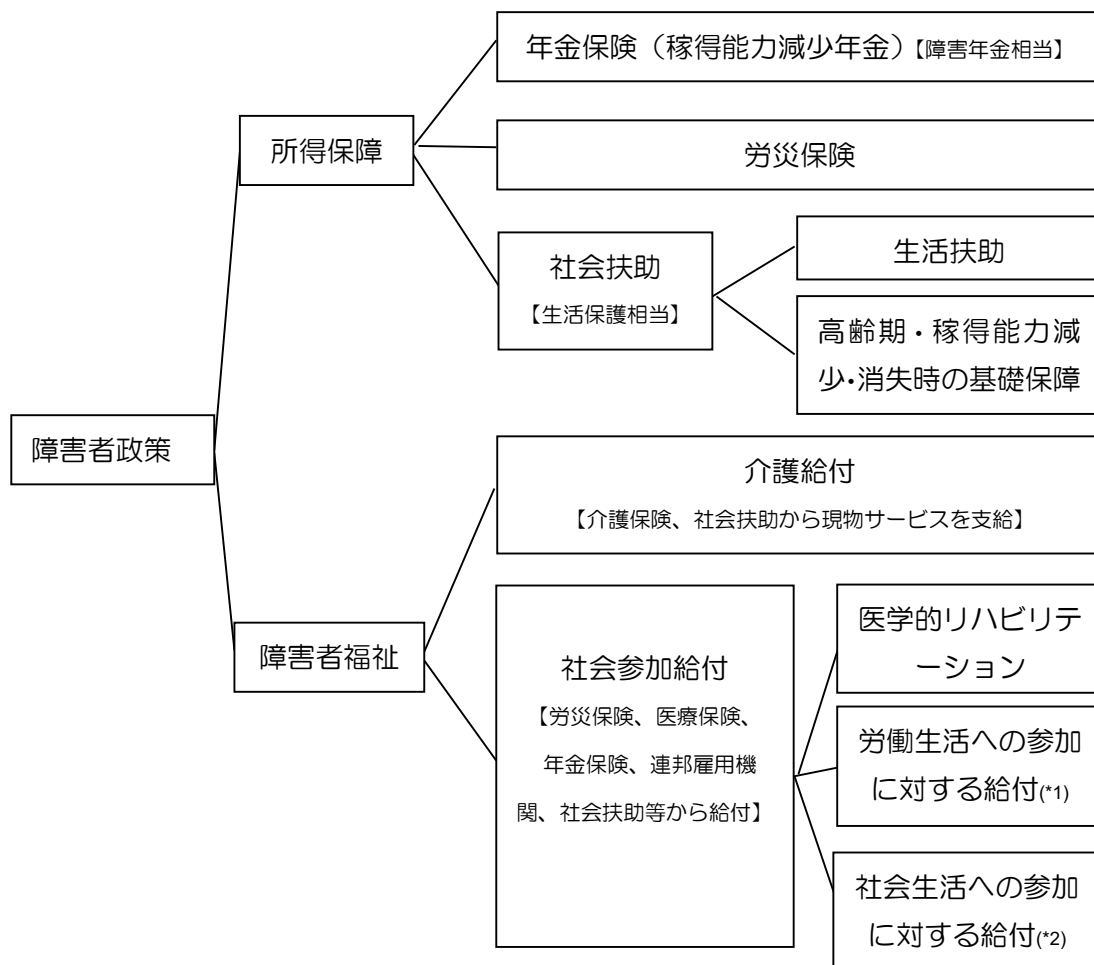 年金保険（稼得能力減少年金）【障害年金相当】
所得保障
労災保険
社会扶助
【生活保護相当】
生活扶助
高齢期・稼得能力減
少・消失時の基礎保障
障害者政策
介護給付
【介護保険、社会扶助から現物サービスを支給】
障害者福祉
社会参加給付
【労災保険、医療保険、
年金保険、連邦雇用機
関、社会扶助等から給付】
医学的リハビリテ
ーション
労働生活への参加
に対する給付(*1)
社会生活への参加
に対する給付(*2)